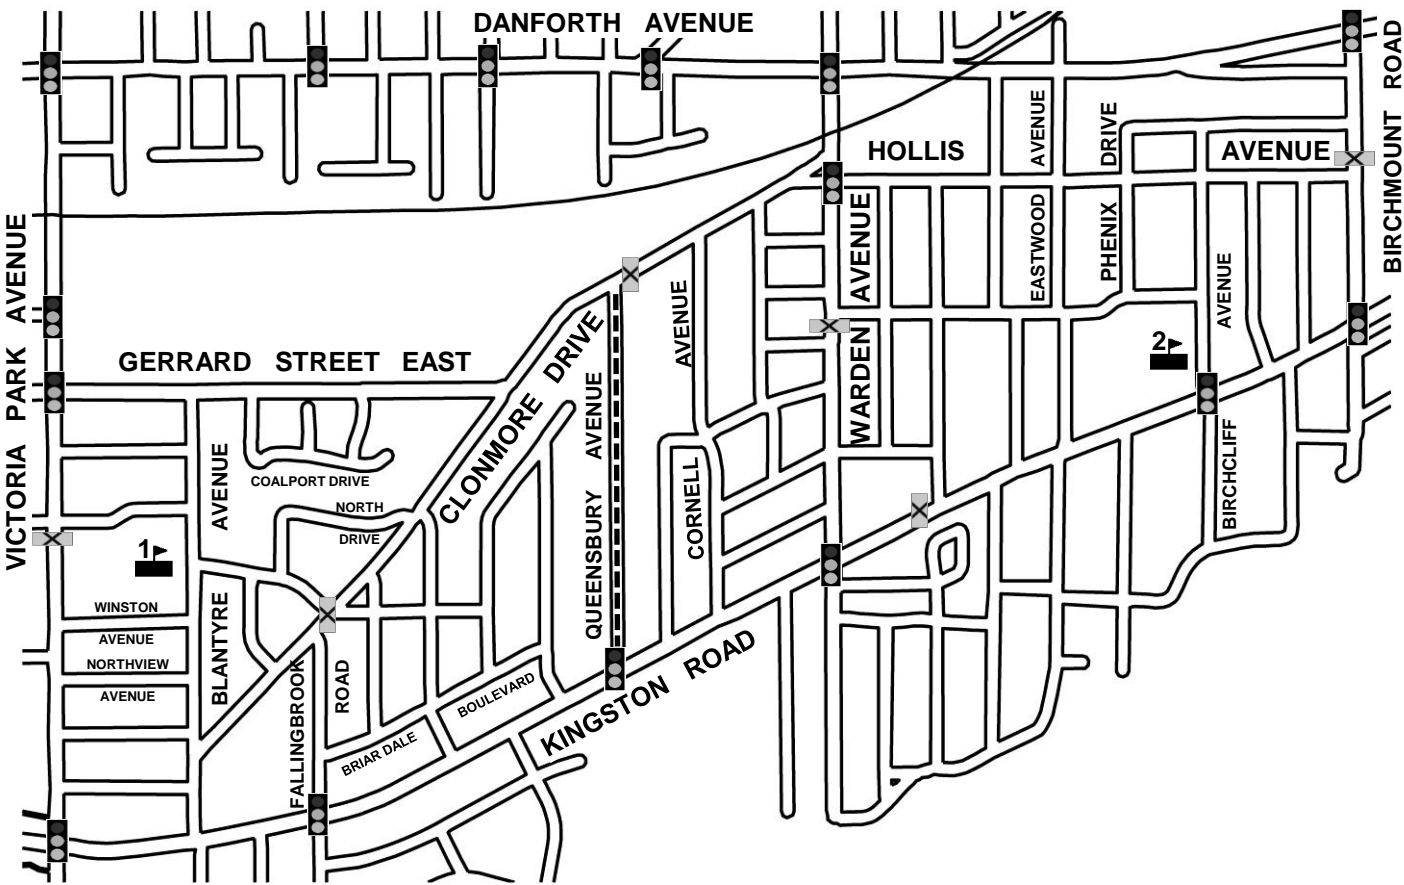 DANFORTH AVENUE
BIRCHMOUNT ROAD
HOLLIS AVENUE
AVENUE
EASTWOOD
DRIVE
PHENIX
VICTORIA PARK AVENUE
WARDEN AVENUE
AVENUE
BIRCHCLIFF
GERRARD STREET EAST
CLONMORE DRIVE
AVENUE
CORNELL
QUEENSBURY AVENUE
2
COALPORT DRIVE
NORTH
DRIVE
AVENUE
BLANTYRE
1
WINSTON
AVENUE
NORTHVIEW
AVENUE
FALLINGBROOK
ROAD
BRIAR DALE BOULEVARD
KINGSTON ROAD